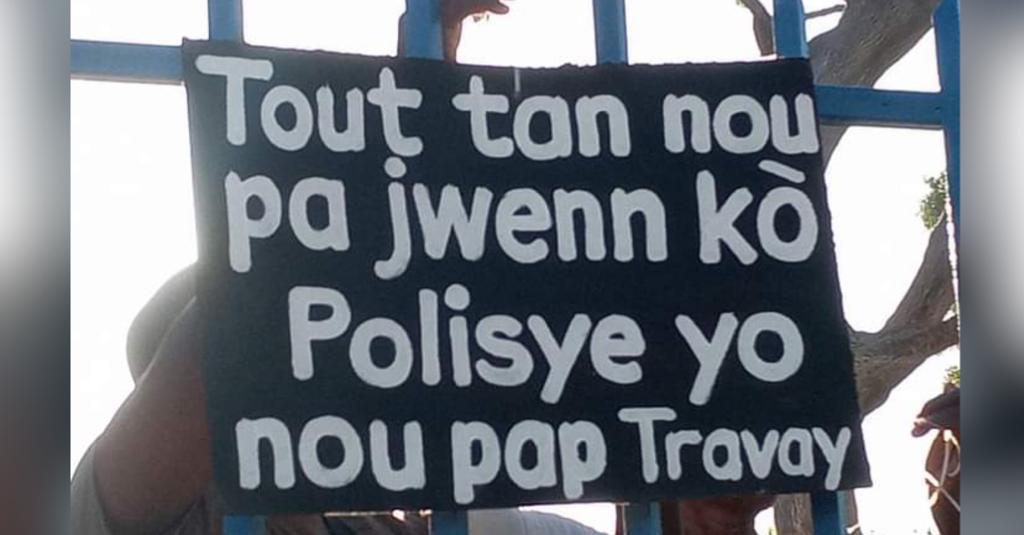 Tout tan nou
pa jwenn kò
Polisye yo
nou pap Travay